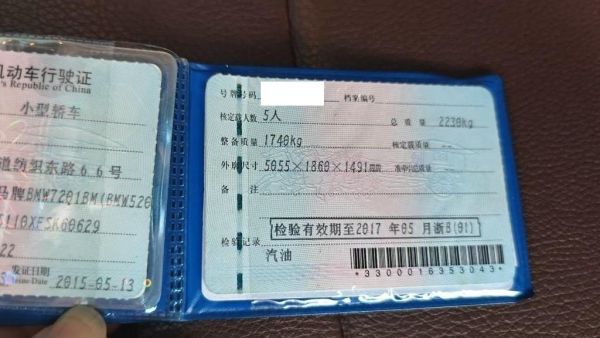 机动车行驶证
's Republic of China
小型轿车
道纺织东路66号
马牌BMW7201BM(BMW520
S110XFSK60629
22
发证日期
2015-05-13
号牌号码
档案编号
核定载人数 5人
总质量 2230kg
整备质量 1740kg
核定载质量 --
外廓尺寸 5055×1860×1491mm
准牵引总质量 --
备注
检验有效期至2017 年05 月浙B(01)
检验记录
汽油
*3300016353043*